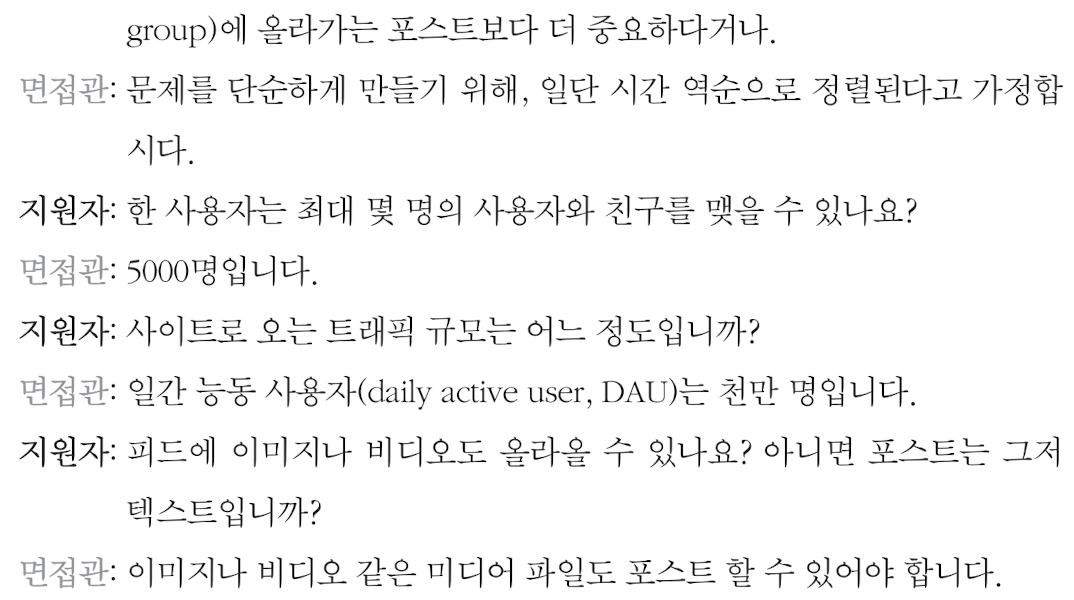 group)에 올라가는 포스트보다 더 중요하다거나.
면접관: 문제를 단순하게 만들기 위해, 일단 시간 역순으로 정렬된다고 가정합
시다.
지원자: 한 사용자는 최대 몇 명의 사용자와 친구를 맺을 수 있나요?
면접관: 5000명입니다.
지원자: 사이트로 오는 트래픽 규모는 어느 정도입니까?
면접관: 일간 능동 사용자(daily active user, DAU)는 천만 명입니다.
지원자: 피드에 이미지나 비디오도 올라올 수 있나요? 아니면 포스트는 그저
텍스트입니까?
면접관: 이미지나 비디오 같은 미디어 파일도 포스트 할 수 있어야 합니다.